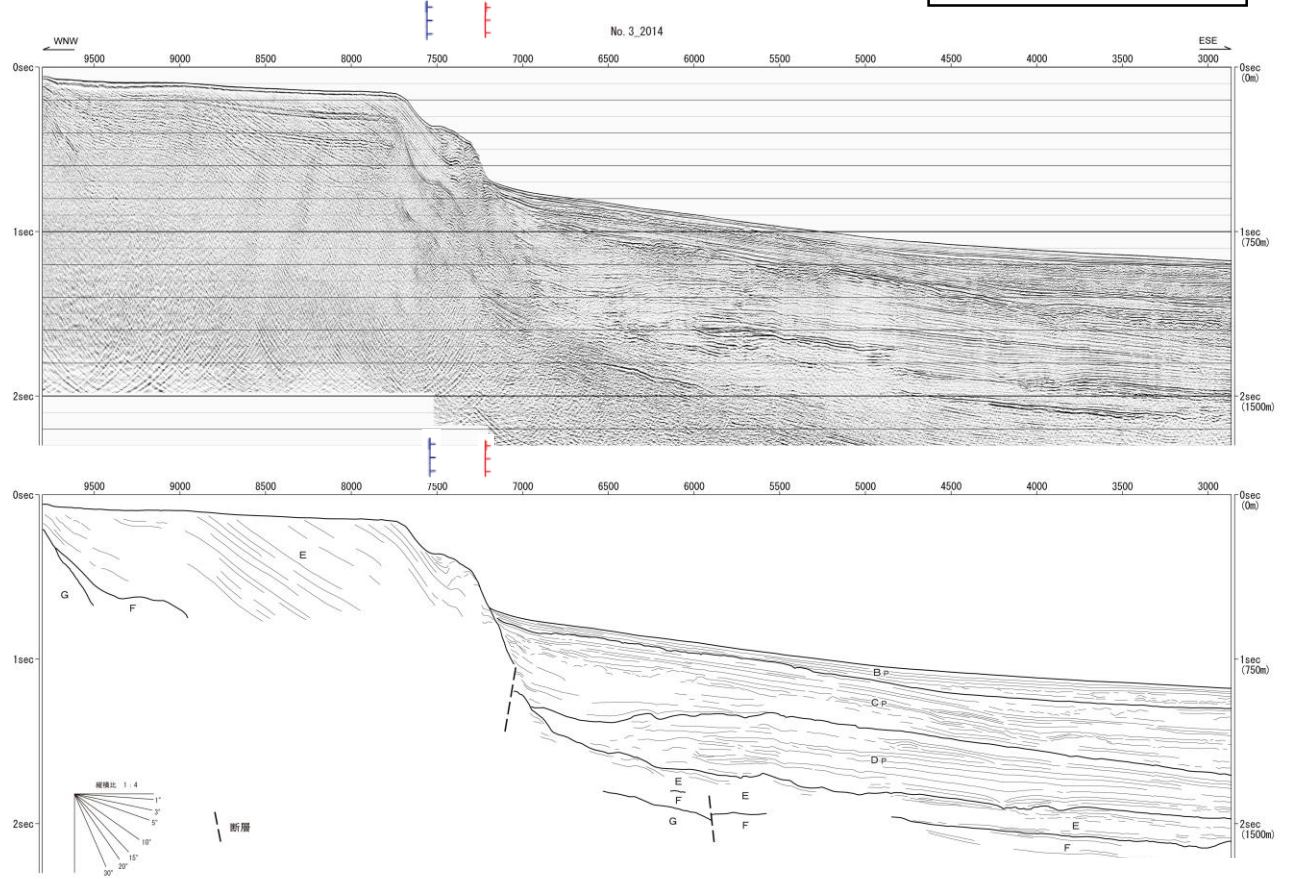 No. 3_2014
WNW
ESE
9500 9000 8500 8000 7500 7000 6500 6000 5500 5000 4500 4000 3500 3000
0sec 0sec
(0m)
1sec 1sec
(750m)
2sec 2sec
(1500m)
9500 9000 8500 8000 7500 7000 6500 6000 5500 5000 4500 4000 3500 3000
0sec 0sec
(0m)
E
G
F
1sec 1sec
(750m)
BP
CP
DP
E
E
F
G
F
E
F
2sec 2sec
(1500m)
縦横比 1:4
1°
3°
5°
10°
15°
20°
30°
断層